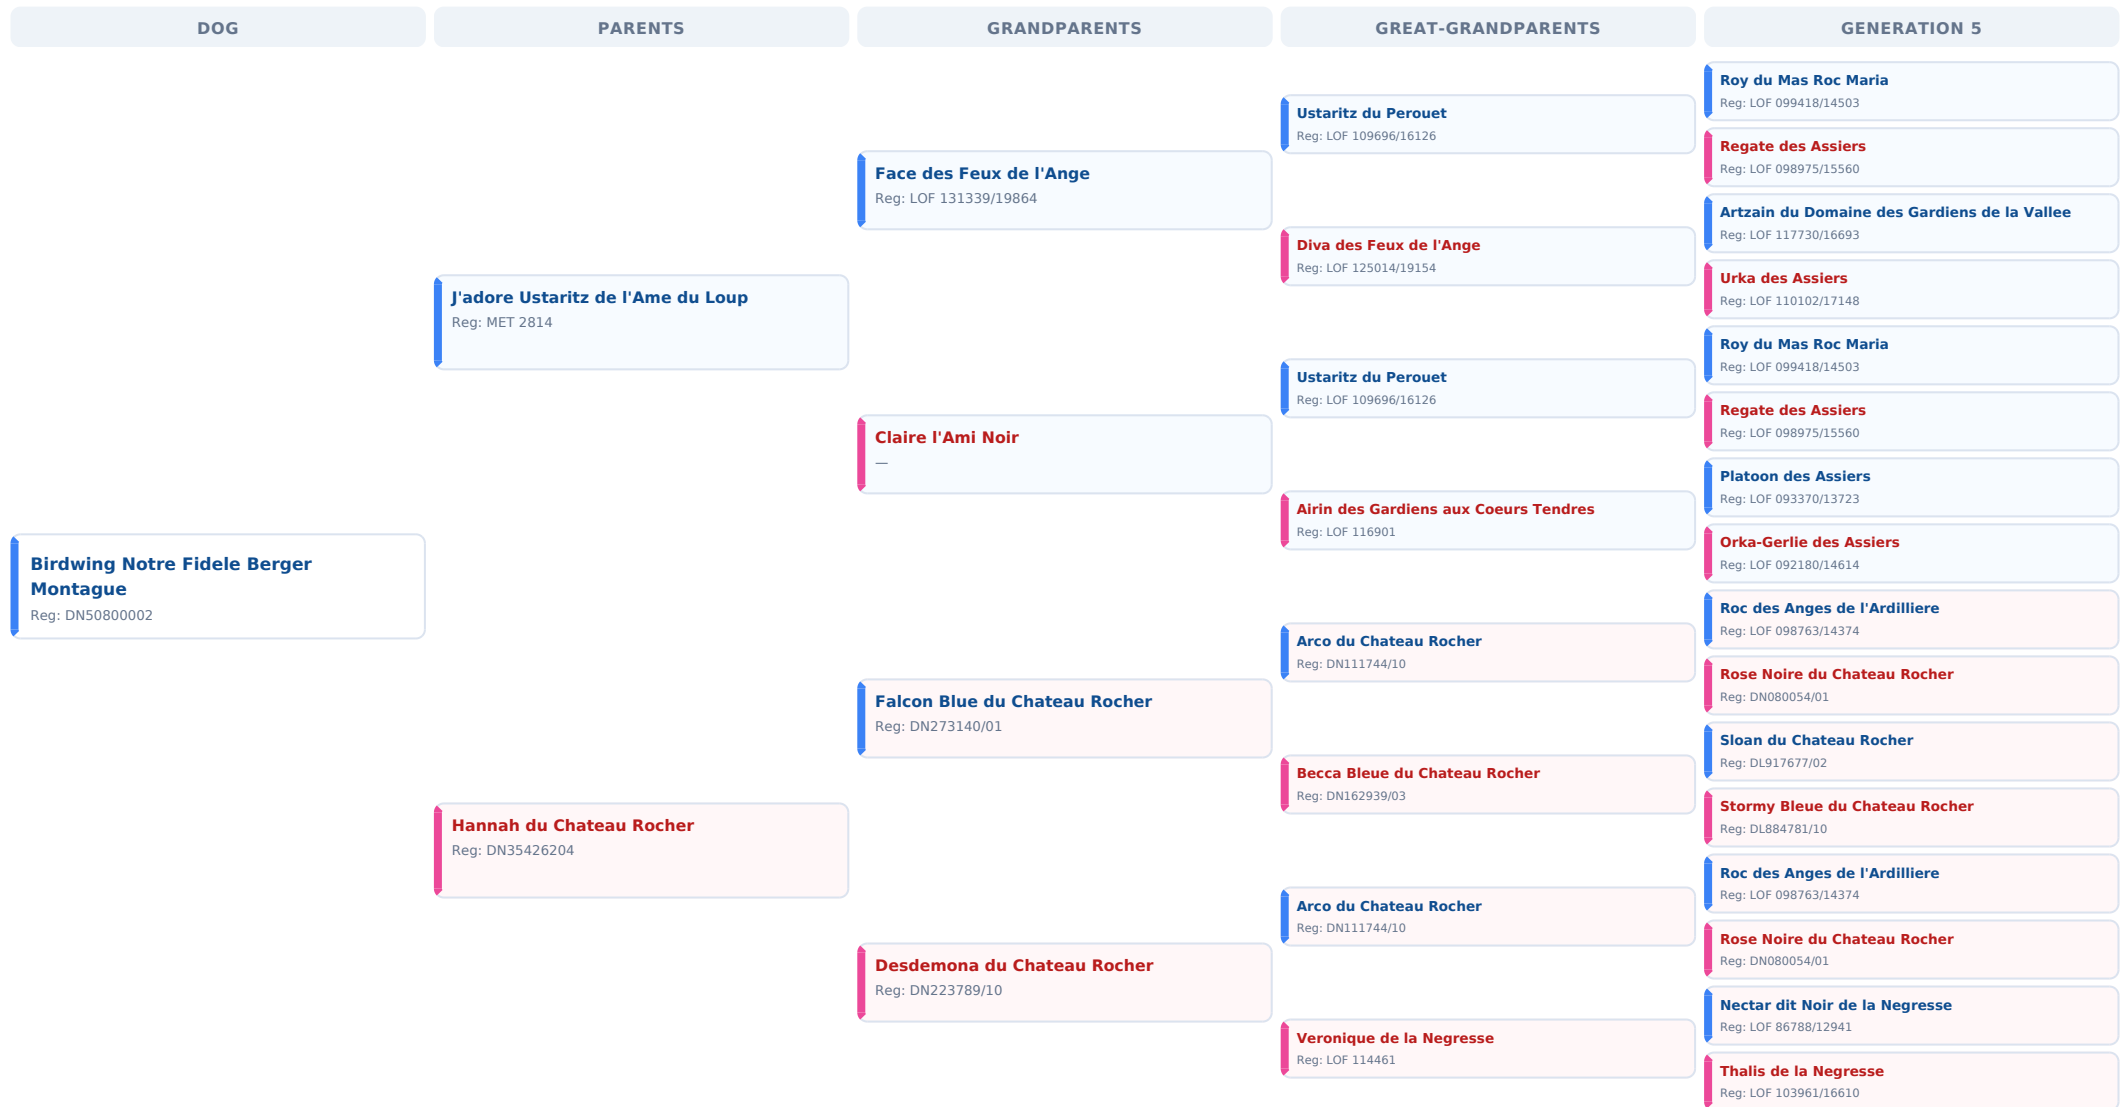 DOG
PARENTS
GRANDPARENTS
GREAT-GRANDPARENTS
GENERATION 5
Birdwing Notre Fidele Berger
Montague
Reg: DN50800002
J'adore Ustaritz de l'Ame du Loup
Reg: MET 2814
Hannah du Chateau Rocher
Reg: DN35426204
Face des Feux de l'Ange
Reg: LOF 131339/19864
Claire l'Ami Noir
—
Falcon Blue du Chateau Rocher
Reg: DN273140/01
Desdemona du Chateau Rocher
Reg: DN223789/10
Ustaritz du Perouet
Reg: LOF 109696/16126
Diva des Feux de l'Ange
Reg: LOF 125014/19154
Ustaritz du Perouet
Reg: LOF 109696/16126
Airin des Gardiens aux Coeurs Tendres
Reg: LOF 116901
Arco du Chateau Rocher
Reg: DN111744/10
Becca Bleue du Chateau Rocher
Reg: DN162939/03
Arco du Chateau Rocher
Reg: DN111744/10
Veronique de la Negresse
Reg: LOF 114461
Roy du Mas Roc Maria
Reg: LOF 099418/14503
Regate des Assiers
Reg: LOF 098975/15560
Artzain du Domaine des Gardiens de la Vallee
Reg: LOF 117730/16693
Urka des Assiers
Reg: LOF 110102/17148
Roy du Mas Roc Maria
Reg: LOF 099418/14503
Regate des Assiers
Reg: LOF 098975/15560
Platoon des Assiers
Reg: LOF 093370/13723
Orka-Gerlie des Assiers
Reg: LOF 092180/14614
Roc des Anges de l'Ardilliere
Reg: LOF 098763/14374
Rose Noire du Chateau Rocher
Reg: DN080054/01
Sloan du Chateau Rocher
Reg: DL917677/02
Stormy Bleue du Chateau Rocher
Reg: DL884781/10
Roc des Anges de l'Ardilliere
Reg: LOF 098763/14374
Rose Noire du Chateau Rocher
Reg: DN080054/01
Nectar dit Noir de la Negresse
Reg: LOF 86788/12941
Thalis de la Negresse
Reg: LOF 103961/16610